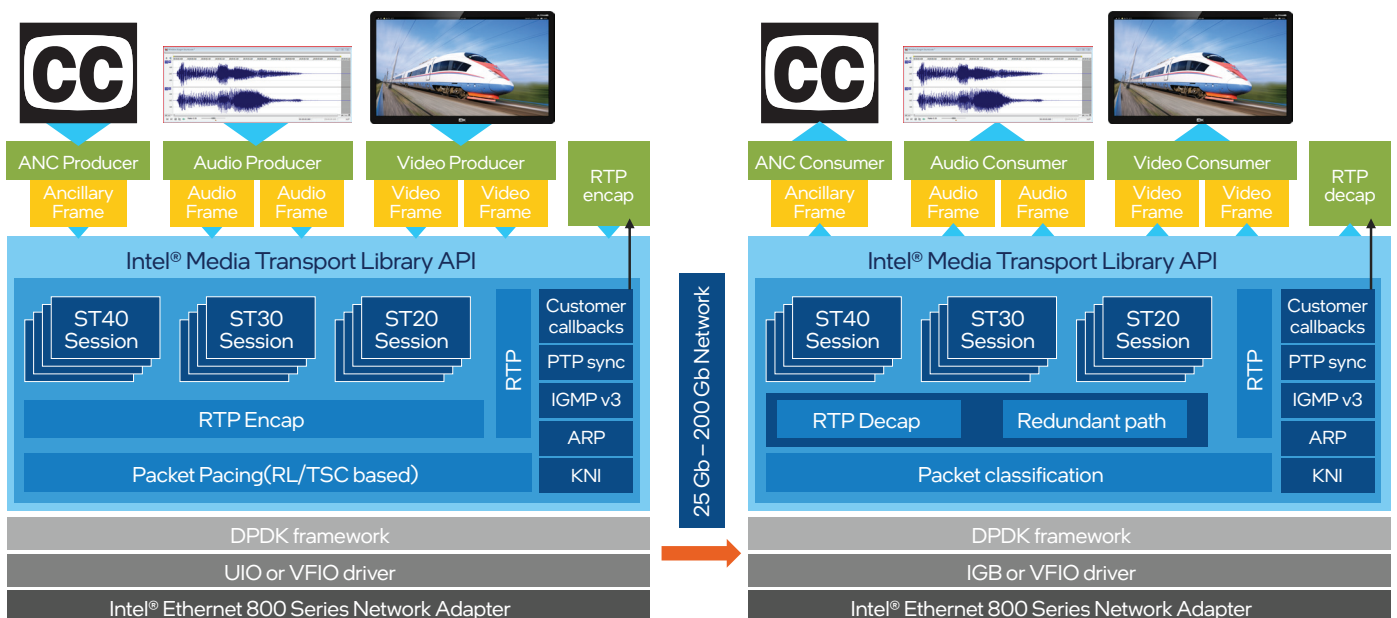 CC
CC
ANC Producer
Audio Producer
Video Producer
RTP
encap
Ancillary
Frame
Audio
Frame
Audio
Frame
Video
Frame
Video
Frame
Intel® Media Transport Library API
ST40
Session
ST30
Session
ST20
Session
RTP
Customer
callbacks
PTP sync
IGMP v3
ARP
KNI
RTP Encap
Packet Pacing(RL/TSC based)
DPDK framework
UIO or VFIO driver
Intel® Ethernet 800 Series Network Adapter
25 Gb – 200 Gb Network
ANC Consumer
Audio Consumer
Video Consumer
RTP
decap
Ancillary
Frame
Audio
Frame
Audio
Frame
Video
Frame
Video
Frame
Intel® Media Transport Library API
ST40
Session
ST30
Session
ST20
Session
RTP
Customer
callbacks
PTP sync
IGMP v3
ARP
KNI
RTP Decap
Redundant path
Packet classification
DPDK framework
IGB or VFIO driver
Intel® Ethernet 800 Series Network Adapter